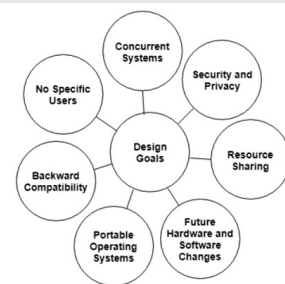 Concurrent
Systems
Security and
Privacy
No Specific
Users
Design
Goals
Resource
Sharing
Backward
Compatibility
Future
Hardware and
Software
Changes
Portable
Operating
Systems